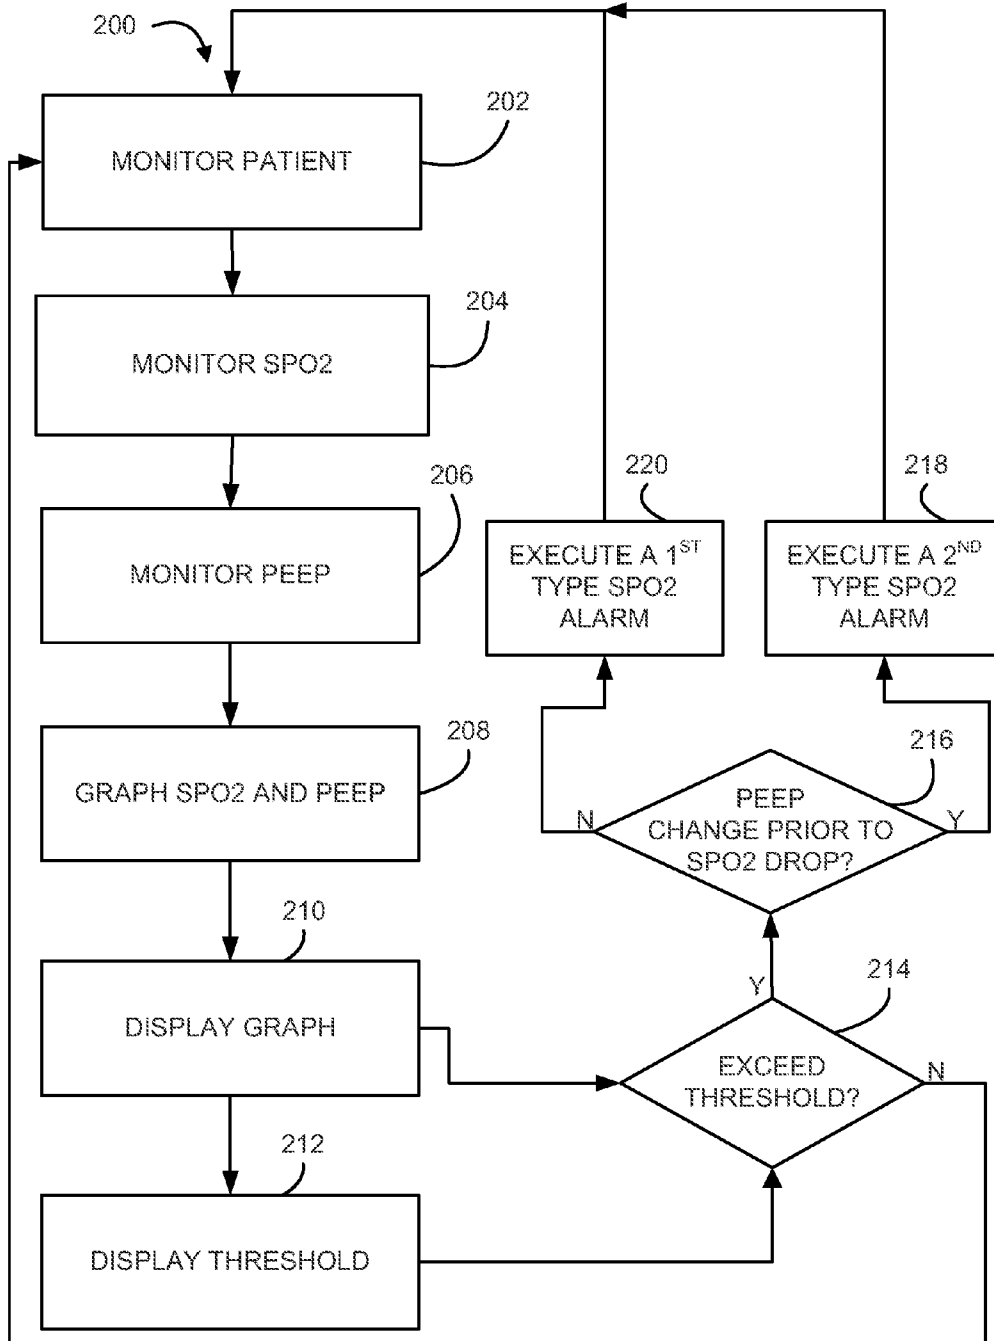 200
202
MONITOR PATIENT
204
MONITOR SPO2
206
MONITOR PEEP
220
EXECUTE A 1ST
TYPE SPO2
ALARM
218
EXECUTE A 2ND
TYPE SPO2
ALARM
208
GRAPH SPO2 AND PEEP
216
PEEP
CHANGE PRIOR TO
SPO2 DROP?
N
Y
210
DISPLAY GRAPH
214
Y
EXCEED
THRESHOLD?
N
212
DISPLAY THRESHOLD